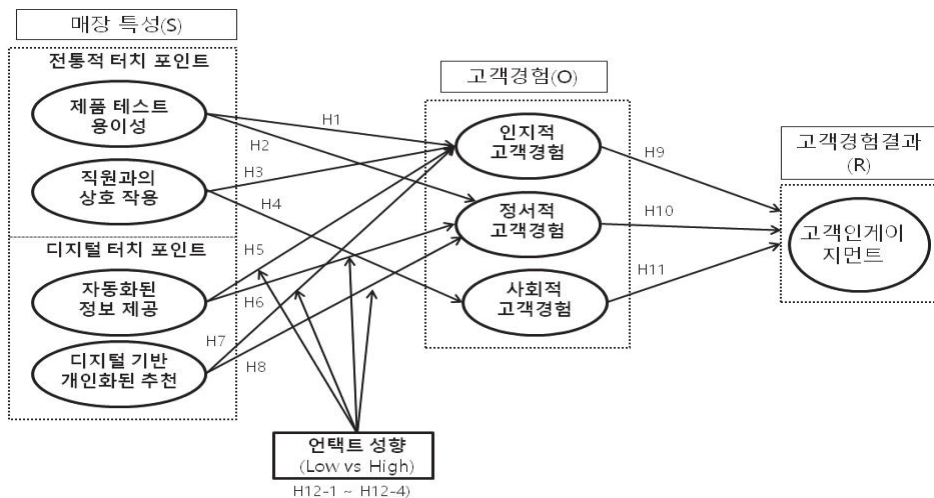 매장 특성(S)
전통적 터치 포인트
제품 테스트
용이성
직원과의
상호 작용
디지털 터치 포인트
자동화된
정보 제공
디지털 기반
개인화된 추천
H1
H2
H3
H4
H5
H6
H7
H8
고객경험(O)
인지적
고객경험
정서적
고객경험
사회적
고객경험
H9
H10
H11
고객경험결과
(R)
고객인게이
지먼트
언택트 성향
(Low vs High)
H12-1 ~ H12-4)